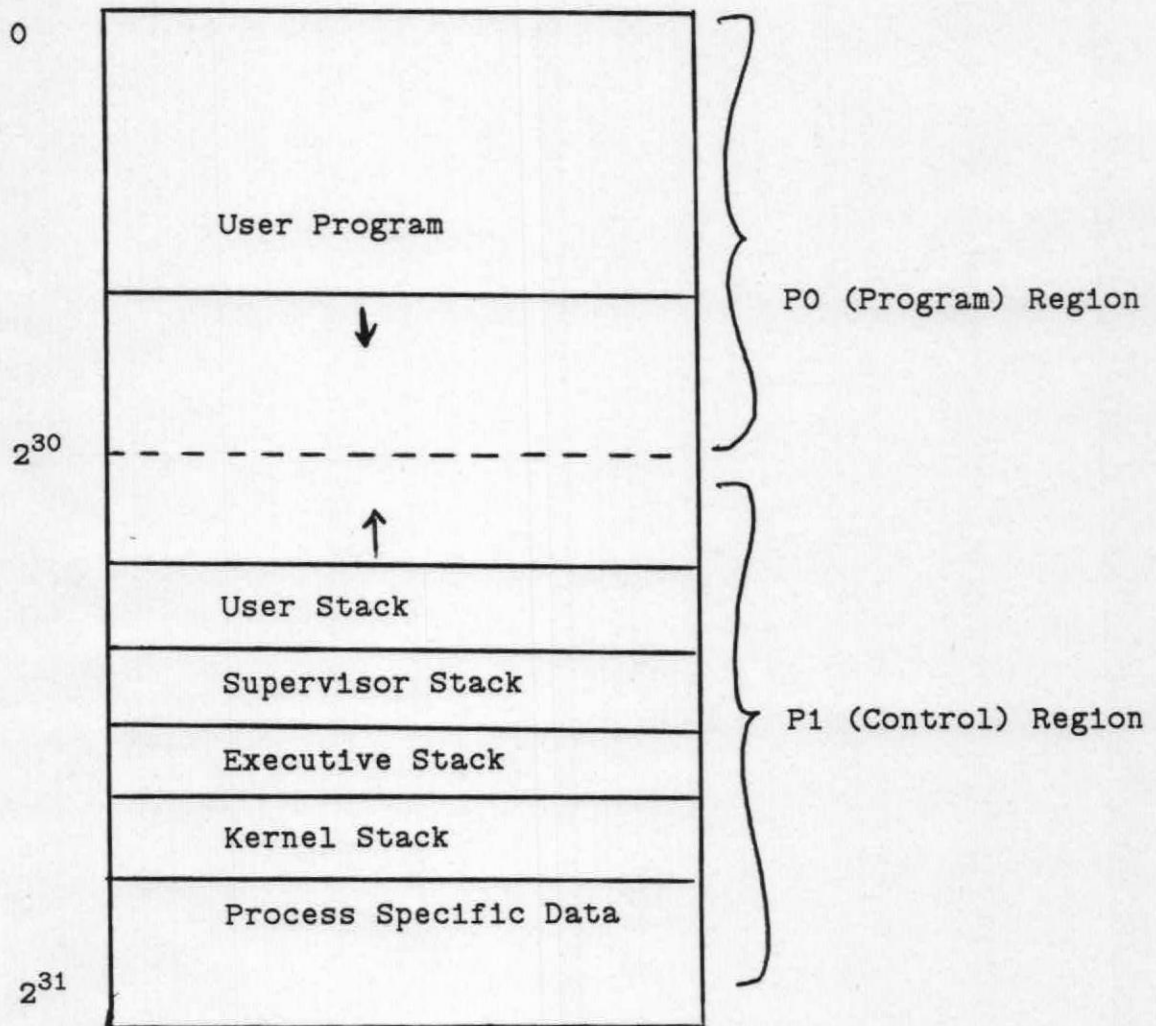 0
User Program
P0 (Program) Region
2^30
User Stack
Supervisor Stack
P1 (Control) Region
Executive Stack
Kernel Stack
Process Specific Data
2^31